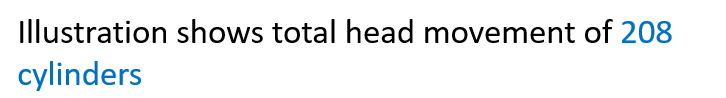 Illustration shows total head movement of 208
cylinders